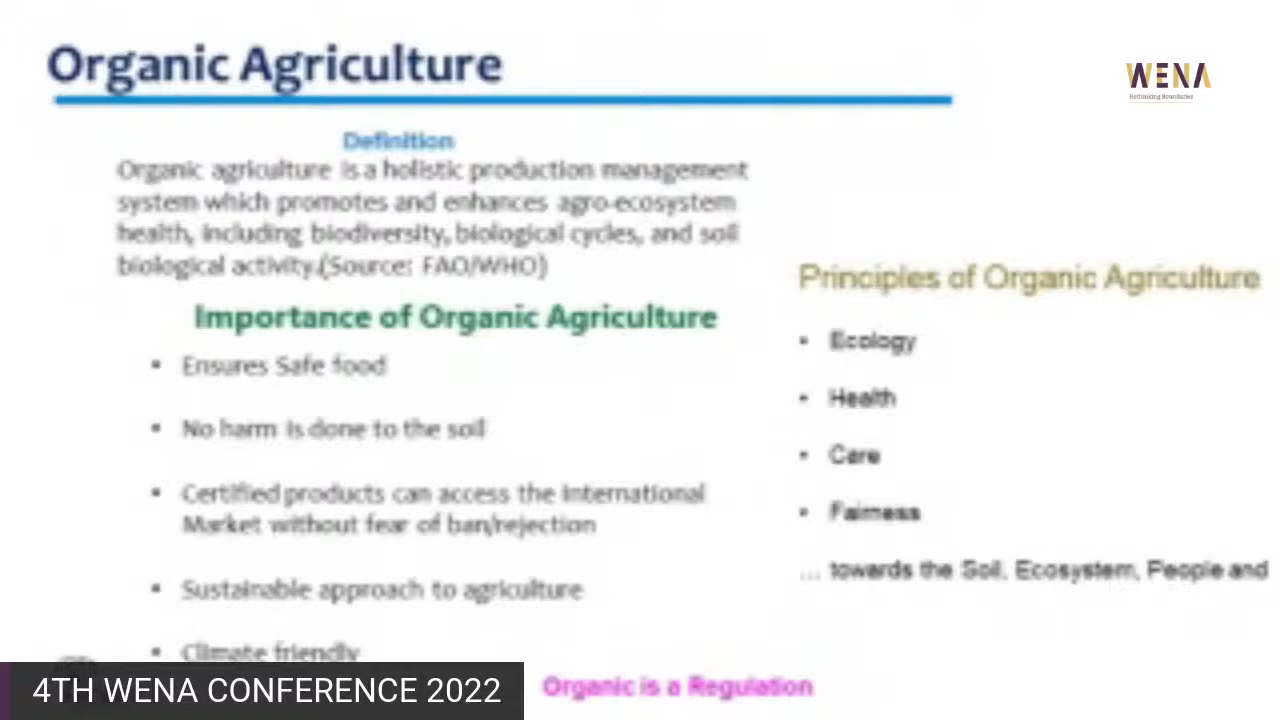 Organic Agriculture
WENA
Rethinking Boundaries
Definition
Organic agriculture is a holistic production management
system which promotes and enhances agro-ecosystem
health, including biodiversity, biological cycles, and soil
biological activity.(Source: FAO/WHO)
Importance of Organic Agriculture
• Ensures Safe food
• No harm is done to the soil
• Certified products can access the International
Market without fear of ban/rejection
• Sustainable approach to agriculture
• Climate friendly
Principles of Organic Agriculture
• Ecology
• Health
• Care
• Fairness
... towards the Soil, Ecosystem, People and
4TH WENA CONFERENCE 2022
Organic is a Regulation